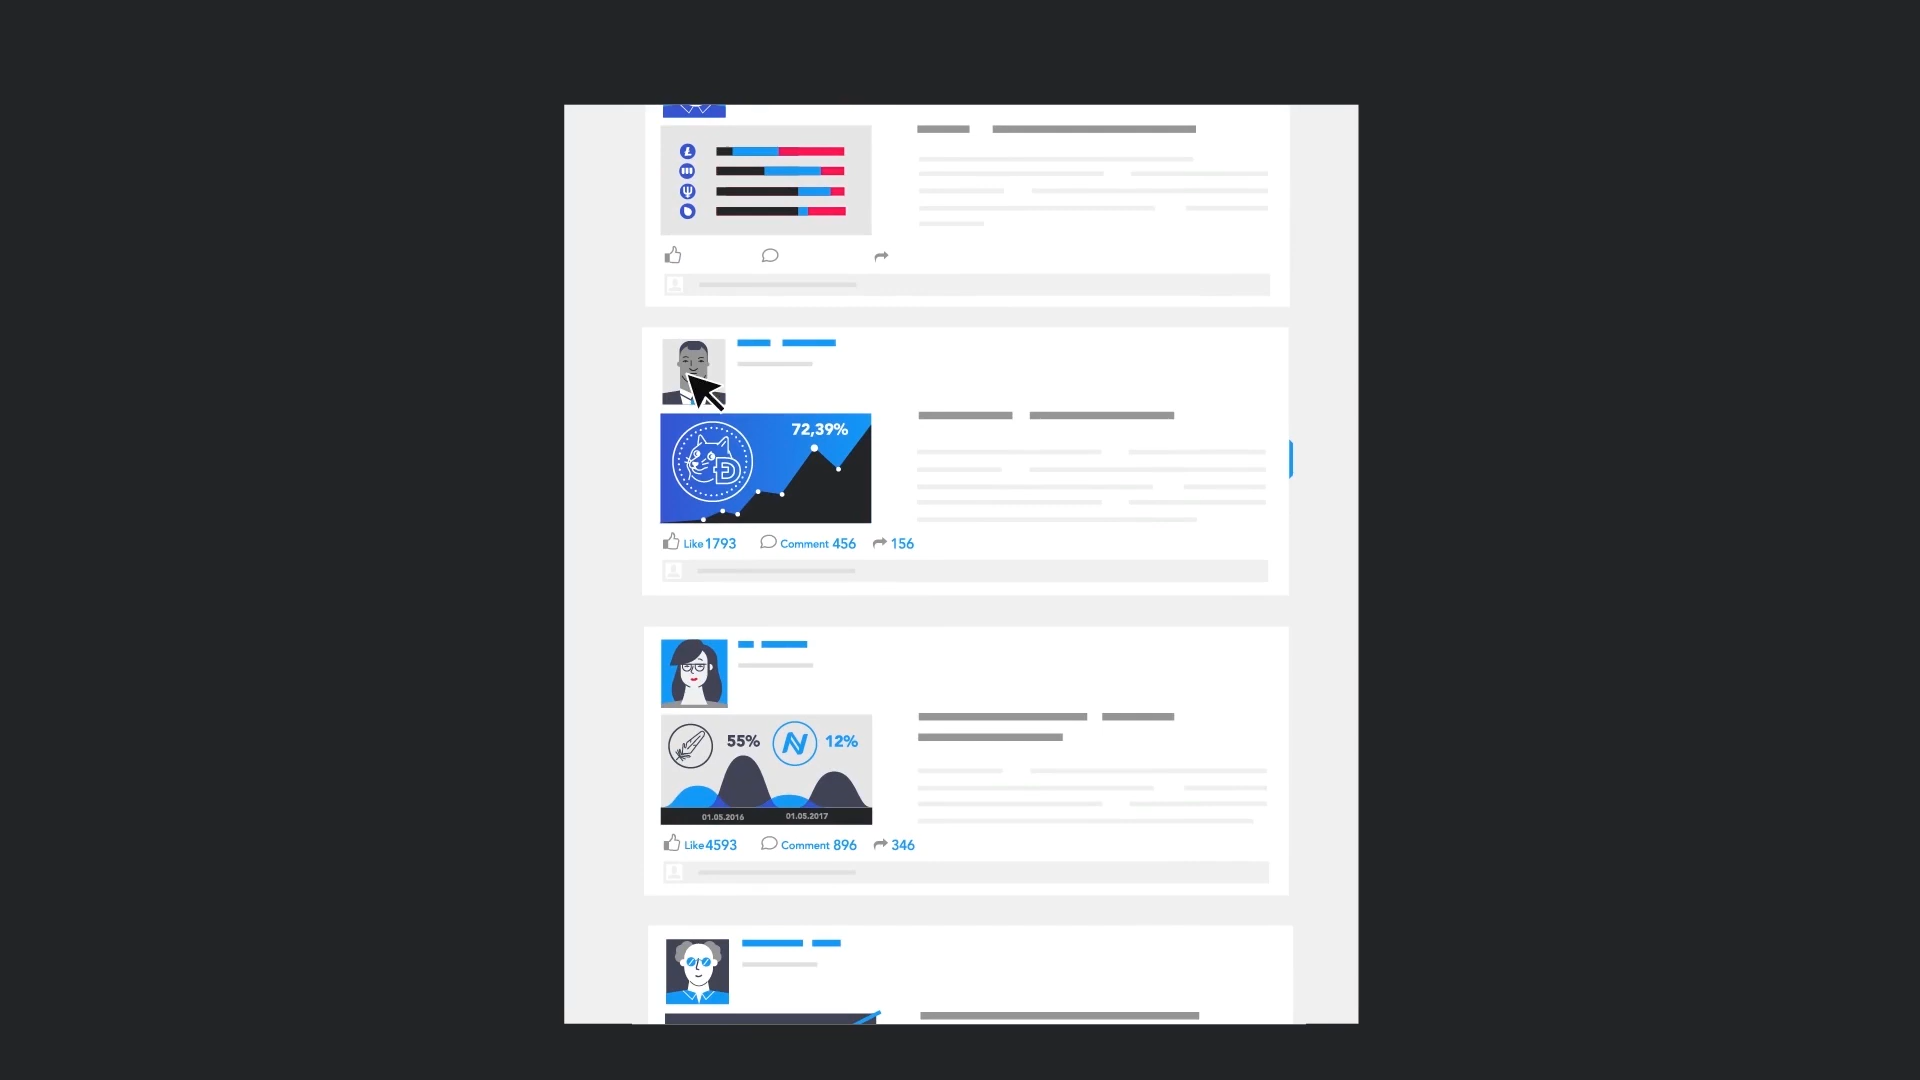 72,39%
Like 1793 Comment 456 156
55% 12%
01.05.2016 01.05.2017
Like 4593 Comment 896 346